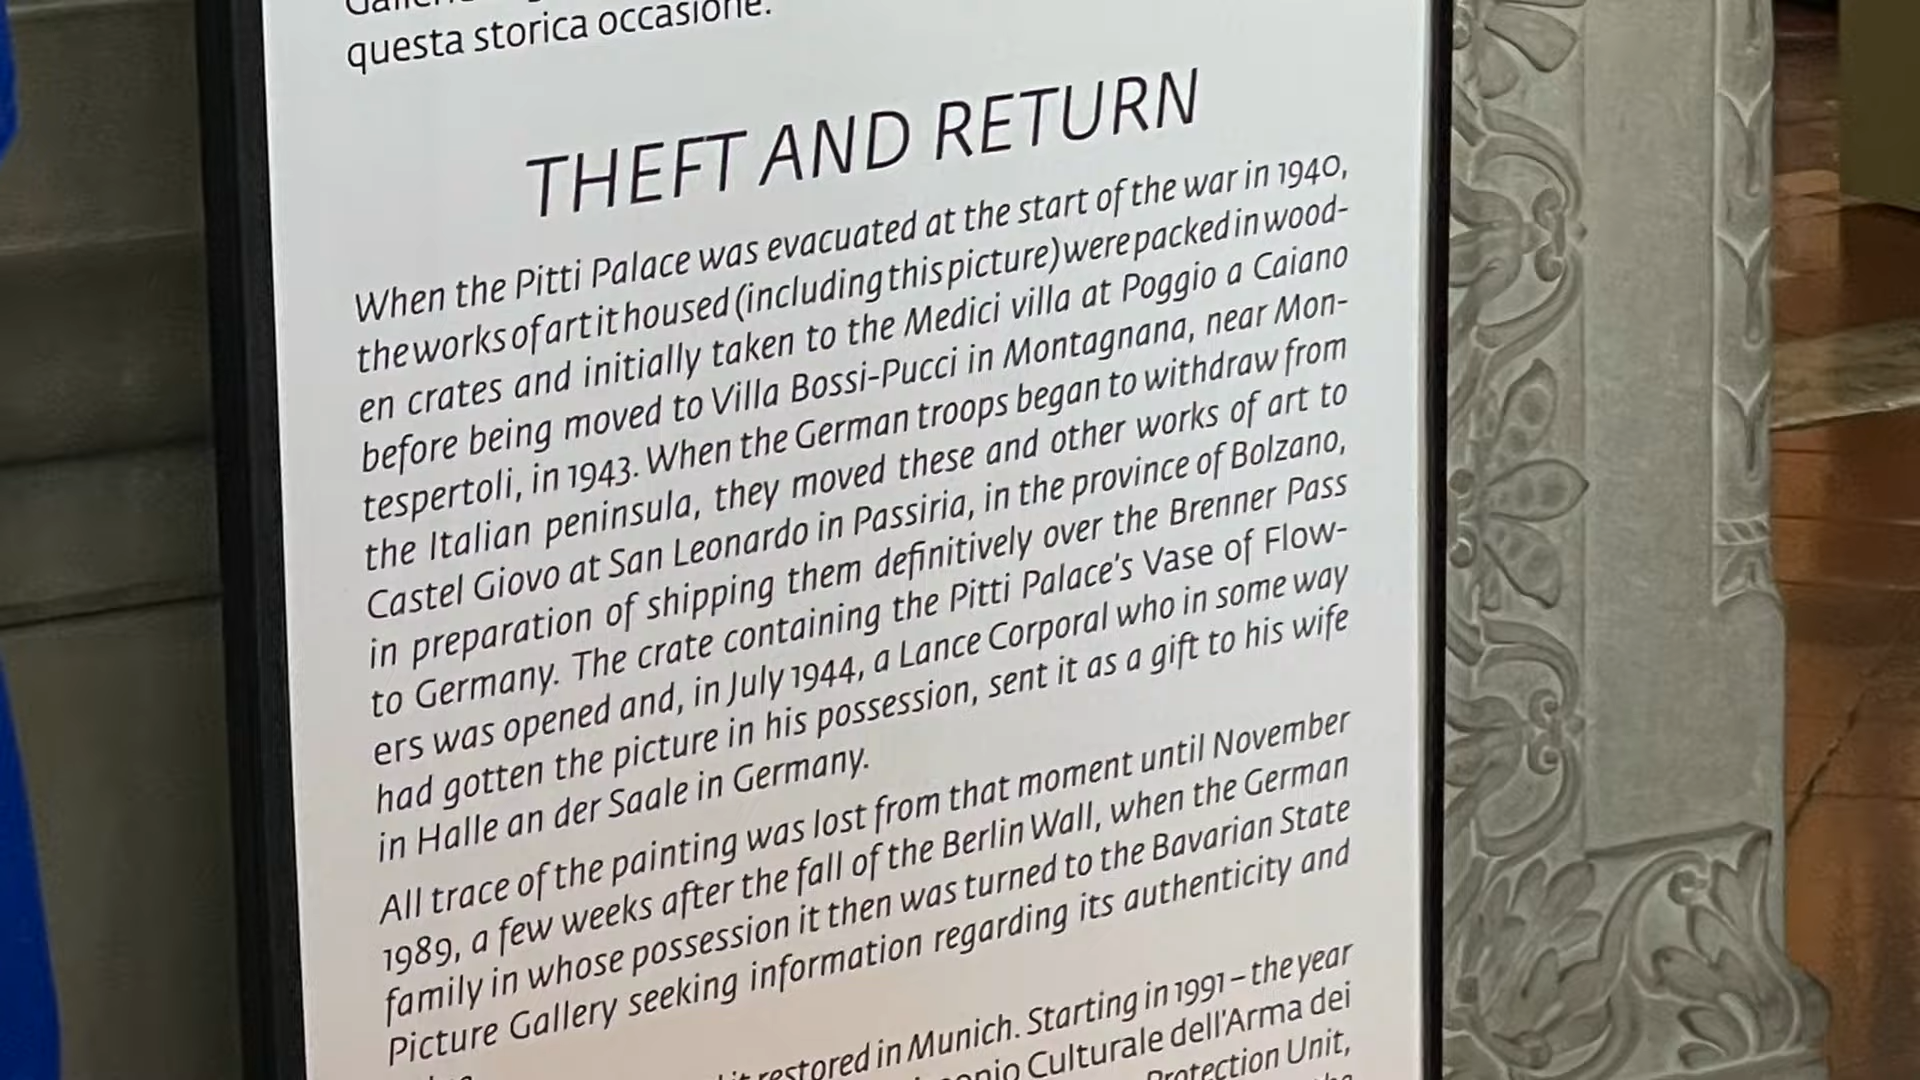 questa storica occasione.
THEFT AND RETURN
When the Pitti Palace was evacuated at the start of the war in 1940,
the works of art it housed (including this picture) were packed in wood-
en crates and initially taken to the Medici villa at Poggio a Caiano
before being moved to Villa Bossi-Pucci in Montagnana, near Mon-
tespertoli, in 1943. When the German troops began to withdraw from
the Italian peninsula, they moved these and other works of art to
Castel Giovo at San Leonardo in Passiria, in the province of Bolzano,
in preparation of shipping them definitively over the Brenner Pass
to Germany. The crate containing the Pitti Palace's Vase of Flow-
ers was opened and, in July 1944, a Lance Corporal who in some way
had gotten the picture in his possession, sent it as a gift to his wife
in Halle an der Saale in Germany.
All trace of the painting was lost from that moment until November
1989, a few weeks after the fall of the Berlin Wall, when the German
family in whose possession it then was turned to the Bavarian State
Picture Gallery seeking information regarding its authenticity and
it restored in Munich. Starting in 1991 – the year
Culturale dell'Arma dei
Protection Unit,